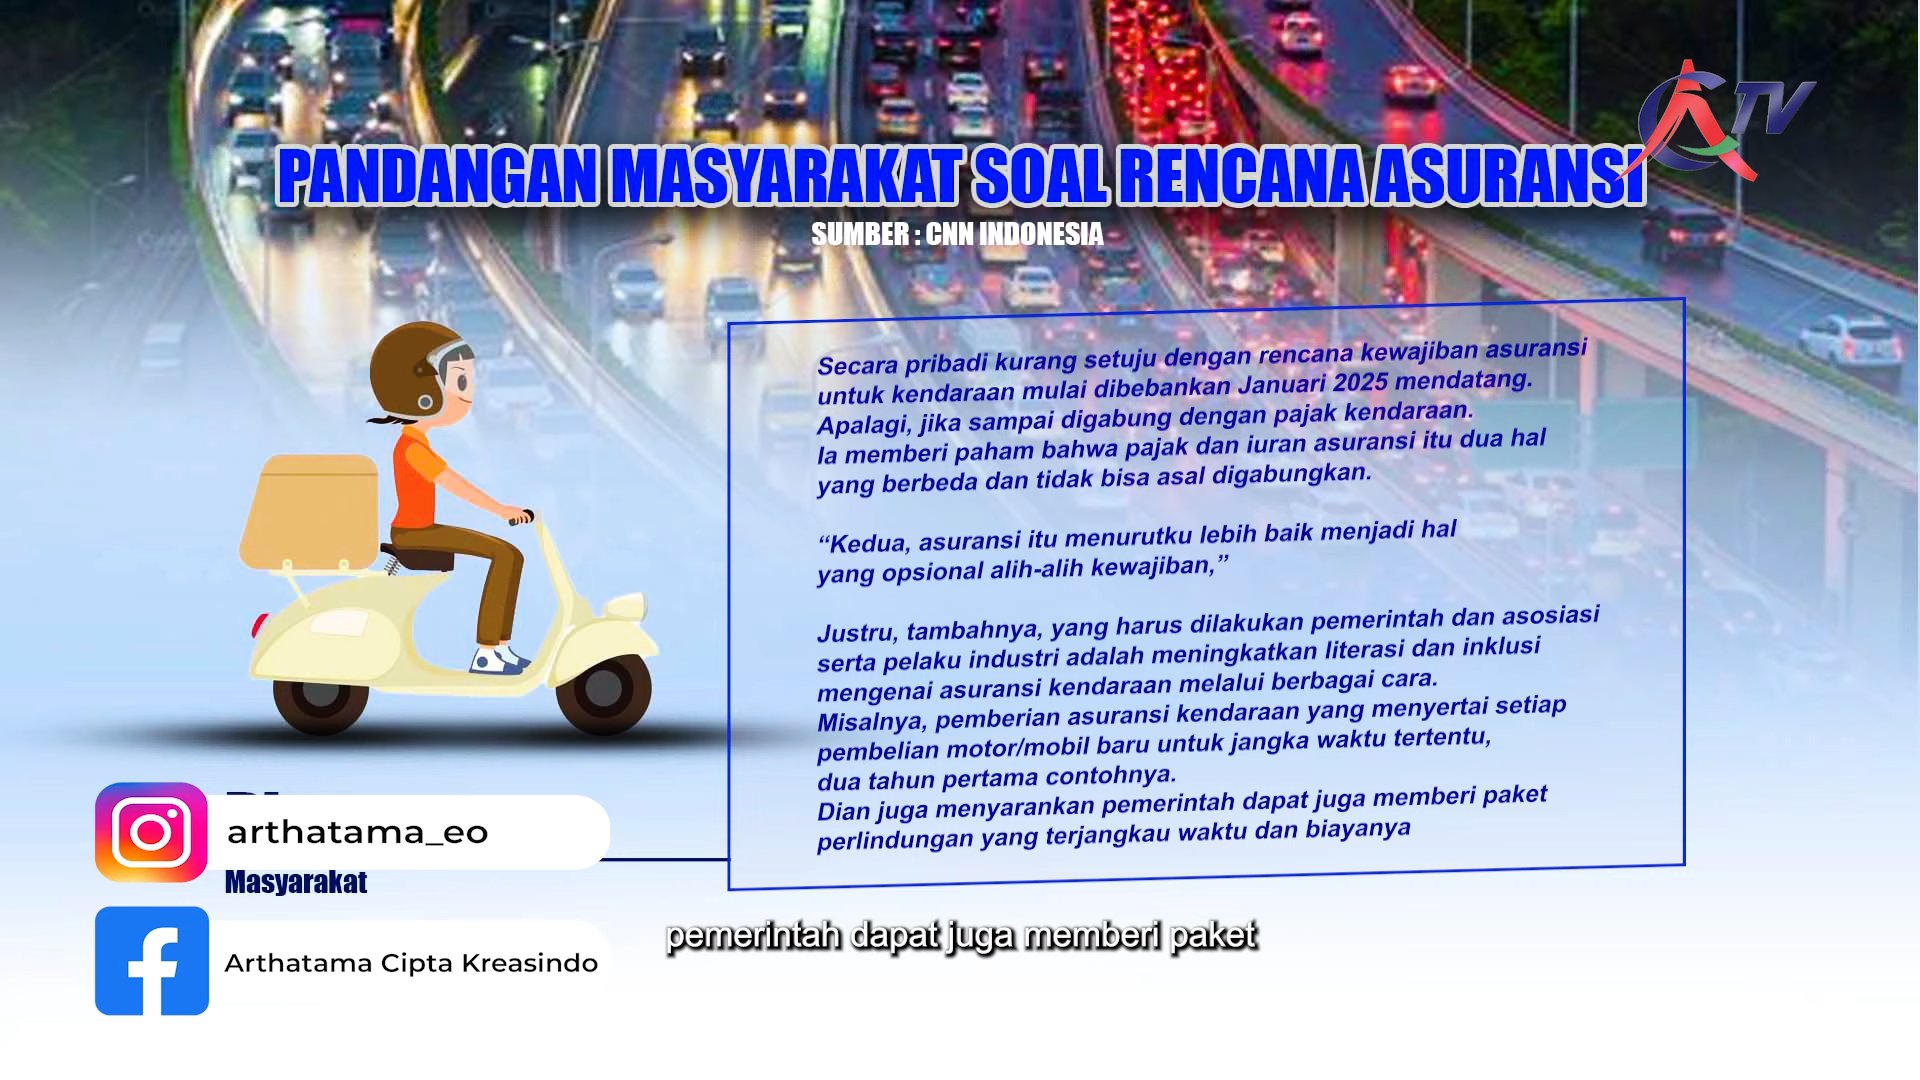 TV
PANDANGAN MASYARAKAT SOAL RENCANA ASURANSI
SUMBER : CNN INDONESIA
Secara pribadi kurang setuju dengan rencana kewajiban asuransi
untuk kendaraan mulai dibebankan Januari 2025 mendatang.
Apalagi, jika sampai digabung dengan pajak kendaraan.
Ia memberi paham bahwa pajak dan iuran asuransi itu dua hal
yang berbeda dan tidak bisa asal digabungkan.
“Kedua, asuransi itu menurutku lebih baik menjadi hal
yang opsional alih-alih kewajiban,”
Justru, tambahnya, yang harus dilakukan pemerintah dan asosiasi
serta pelaku industri adalah meningkatkan literasi dan inklusi
mengenai asuransi kendaraan melalui berbagai cara.
Misalnya, pemberian asuransi kendaraan yang menyertai setiap
pembelian motor/mobil baru untuk jangka waktu tertentu,
dua tahun pertama contohnya.
Dian juga menyarankan pemerintah dapat juga memberi paket
perlindungan yang terjangkau waktu dan biayanya
arthatama_eo
Masyarakat
Arthatama Cipta Kreasindo
pemerintah dapat juga memberi paket